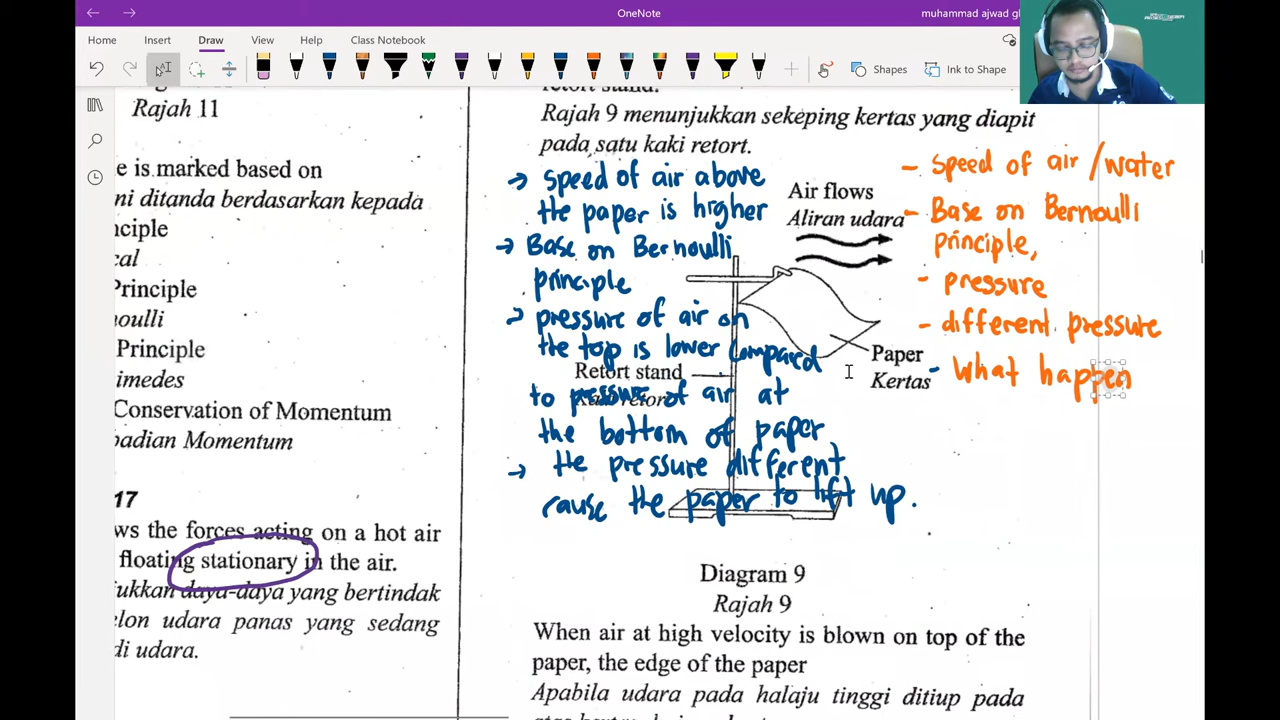 OneNote
muhammad ajwad gh
Home Insert Draw View Help Class Notebook
Shapes Ink to Shape
Rajah 11
e is marked based on
ni ditanda berdasarkan kepada
nciple
cal
Principle
noulli
Principle
imedes
Conservation of Momentum
oadian Momentum
17
ws the forces acting on a hot air
floating stationary in the air.
jukkan daya-daya yang bertindak
elon udara panas yang sedang
di udara.
retort stand.
Rajah 9 menunjukkan sekeping kertas yang diapit
pada satu kaki retort.
→ speed of air above
the paper is higher
→ Base on Bernoulli
principle
→ pressure of air on
the top is lower compared
to pressure of air at
the bottom of paper
→ the pressure different
cause the paper to lift up.
Air flows
Aliran udara
Retort stand
Kaki retort
Paper
Kertas
- speed of air/water
- Base on Bernoulli
principle,
- pressure
- different pressure
- what happen
Diagram 9
Rajah 9
When air at high velocity is blown on top of the
paper, the edge of the paper
Apabila udara pada halaju tinggi ditiup pada